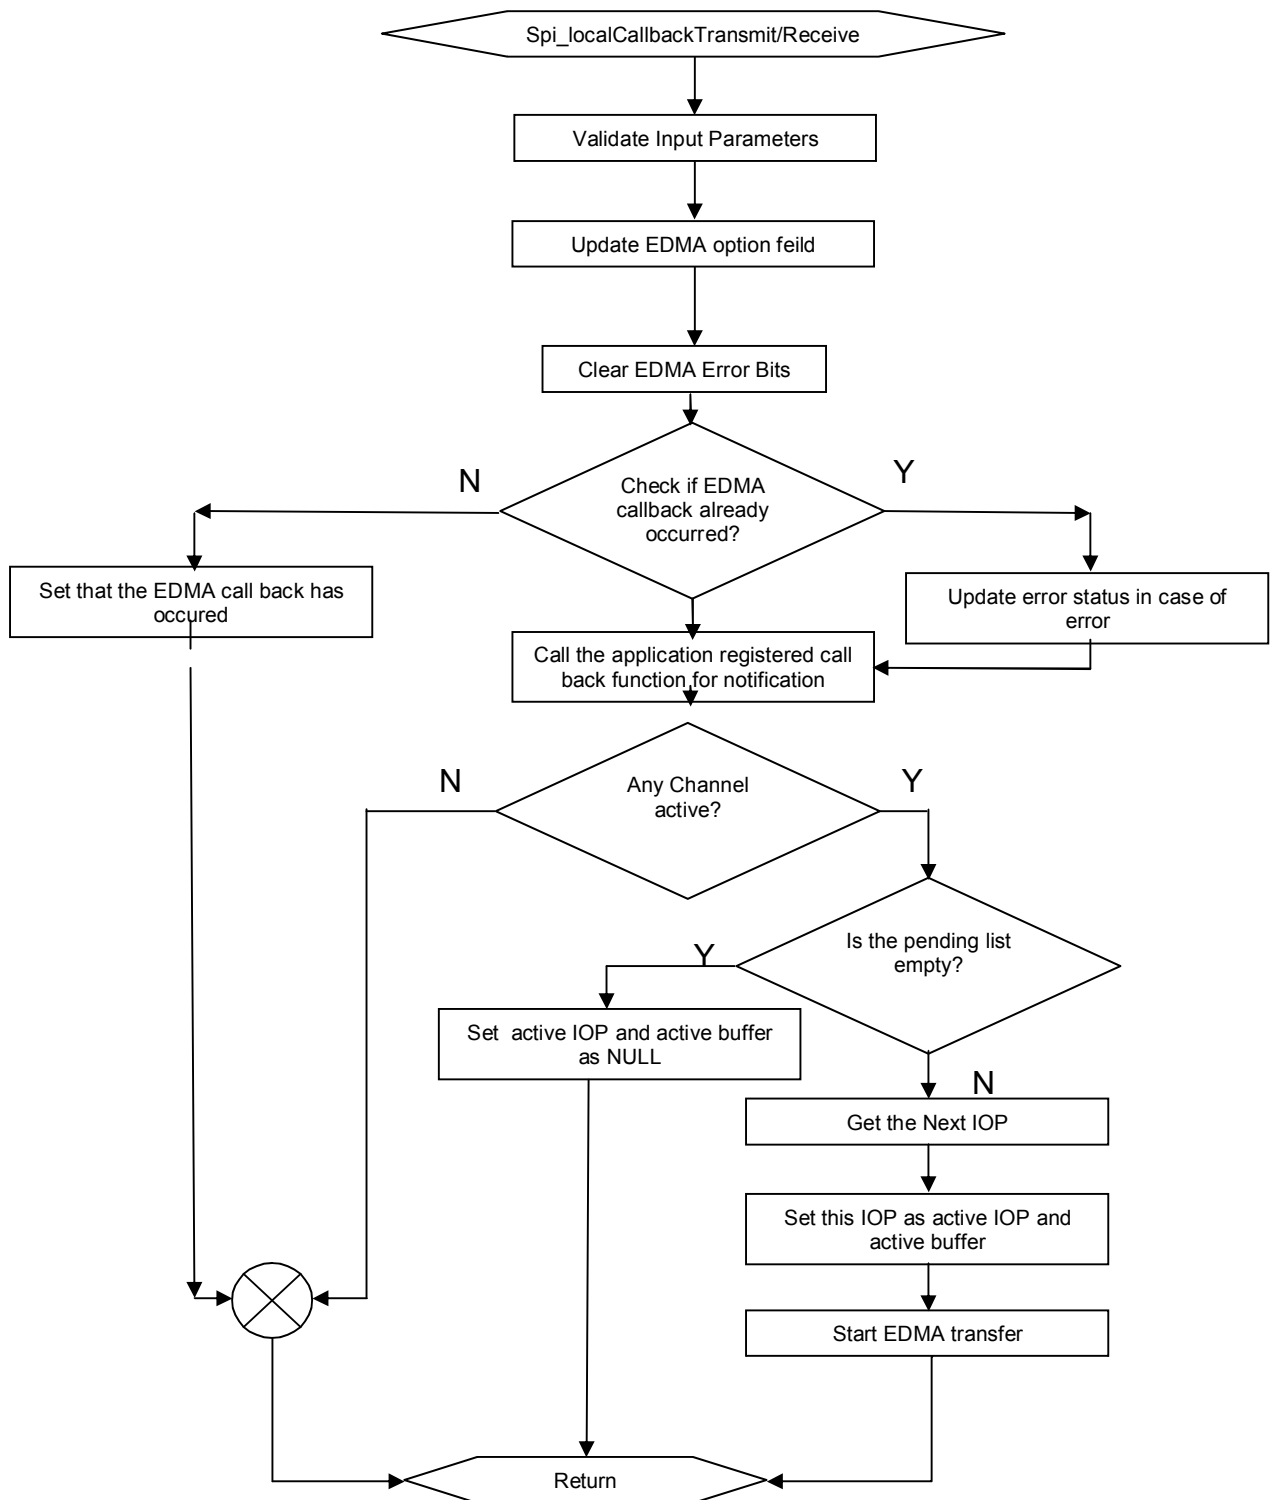 Spi_localCallbackTransmit/Receive
Validate Input Parameters
Update EDMA option feild
Clear EDMA Error Bits
N
Y
Check if EDMA
callback already
occurred?
Set that the EDMA call back has
occured
Update error status in case of
error
Call the application registered call
back function for notification
N
Y
Any Channel
active?
Is the pending list
empty?
Y
Set  active IOP and active buffer
as NULL
N
Get the Next IOP
Set this IOP as active IOP and
active buffer
Start EDMA transfer
Return